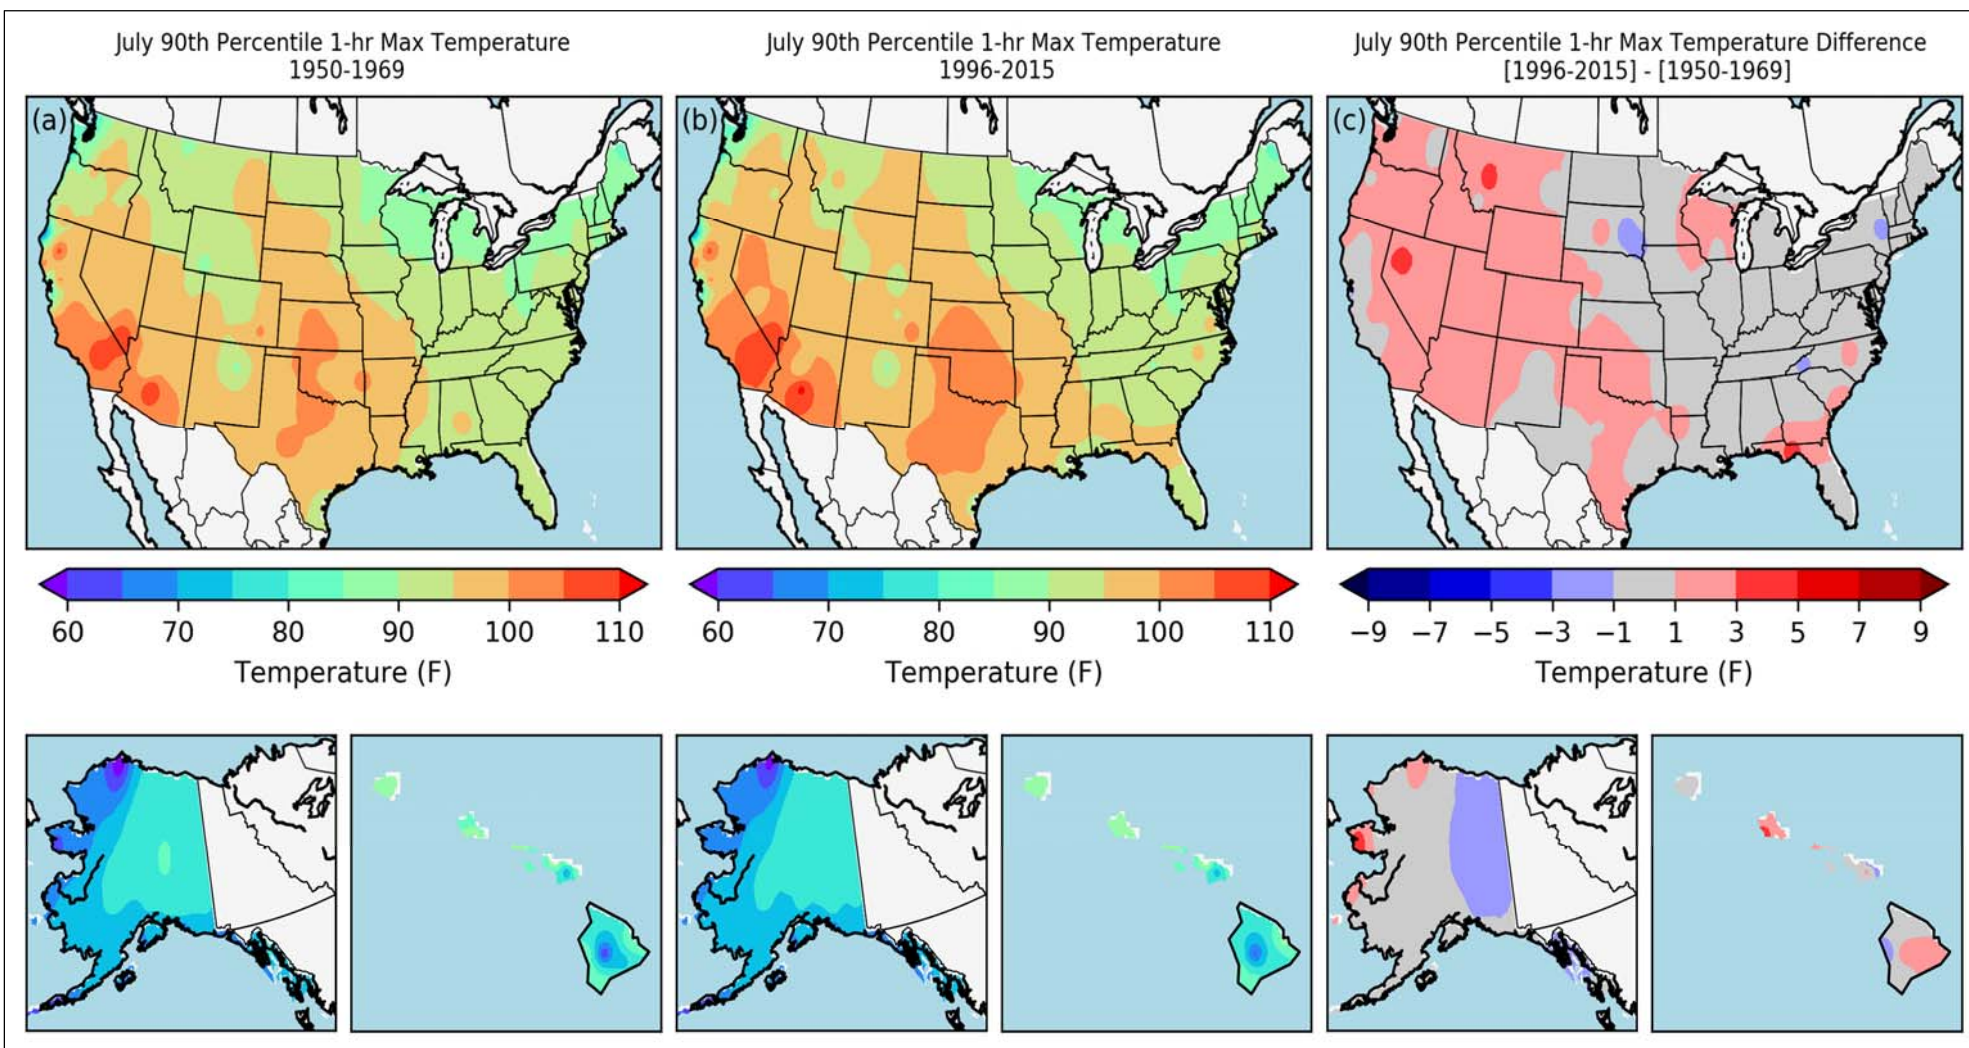 July 90th Percentile 1-hr Max Temperature
1950-1969
July 90th Percentile 1-hr Max Temperature
1996-2015
July 90th Percentile 1-hr Max Temperature Difference
[1996-2015] - [1950-1969]
(a)
(b)
(c)
60 70 80 90 100 110
60 70 80 90 100 110
−9 −7 −5 −3 −1 1 3 5 7 9
Temperature (F)
Temperature (F)
Temperature (F)